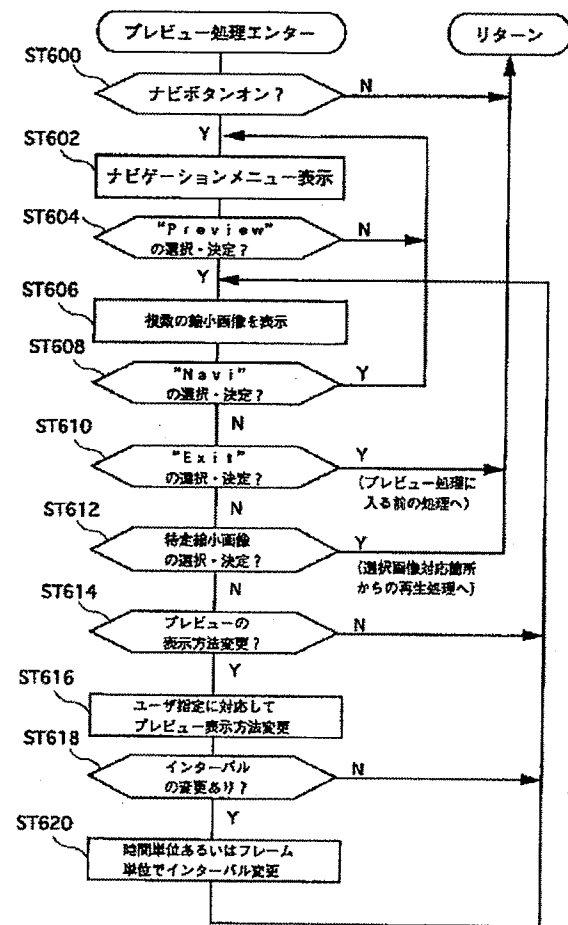 プレビュー処理エンター
リターン
ST600
ナビボタンオン？
N
Y
ST602
ナビゲーションメニュー表示
ST604
“Preview”
の選択・決定？
N
Y
ST606
複数の縮小画像を表示
ST608
“Navi”
の選択・決定？
Y
N
ST610
“Exit”
の選択・決定？
Y
(プレビュー処理に
入る前の処理へ)
N
ST612
特定縮小画像
の選択・決定？
Y
(選択画像対応箇所
からの再生処理へ)
N
ST614
プレビューの
表示方法変更？
N
Y
ST616
ユーザ指定に対応して
プレビュー表示方法変更
ST618
インターバル
の変更あり？
N
Y
ST620
時間単位あるいはフレーム
単位でインターバル変更